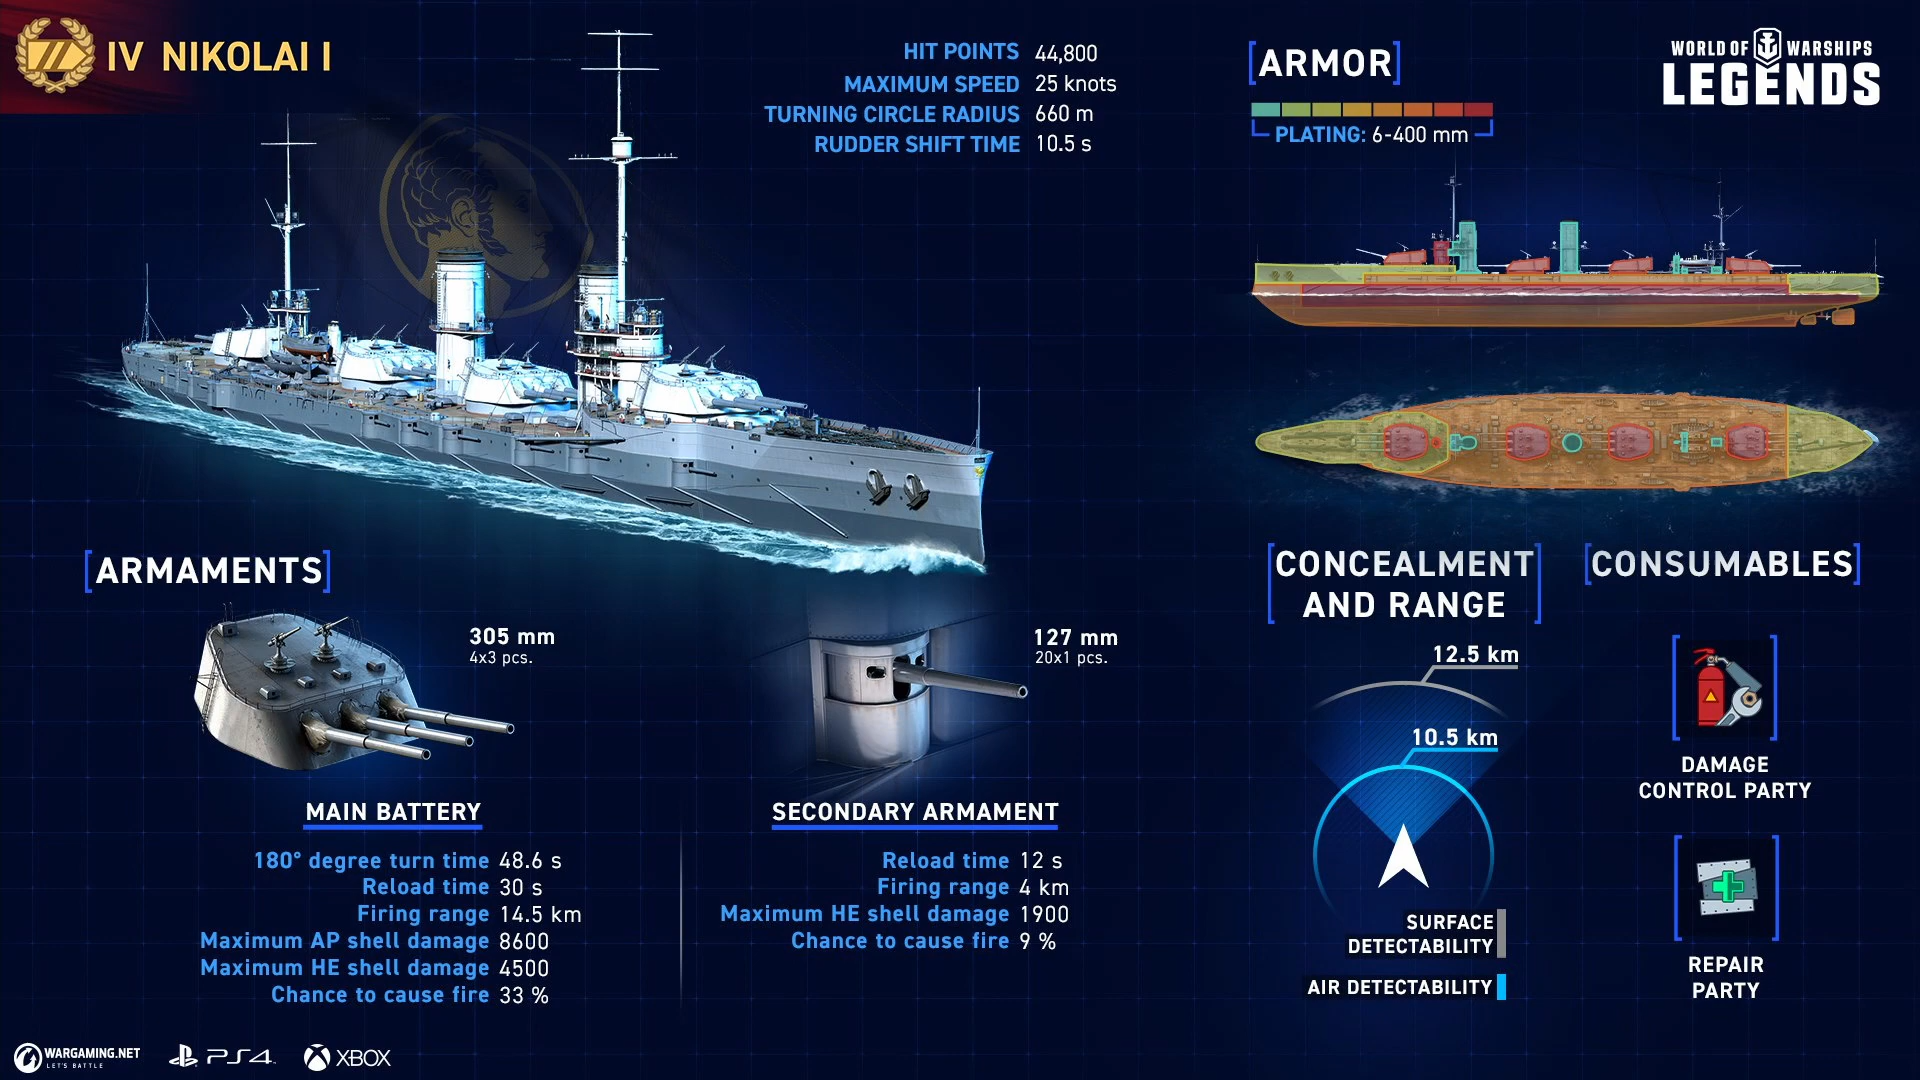 IV NIKOLAI I
HIT POINTS 44,800
MAXIMUM SPEED 25 knots
TURNING CIRCLE RADIUS 660 m
RUDDER SHIFT TIME 10.5 s
[ARMOR]
PLATING: 6-400 mm
WORLD OF WARSHIPS
LEGENDS
[ARMAMENTS]
305 mm
4x3 pcs.
127 mm
20x1 pcs.
MAIN BATTERY
180° degree turn time 48.6 s
Reload time 30 s
Firing range 14.5 km
Maximum AP shell damage 8600
Maximum HE shell damage 4500
Chance to cause fire 33 %
SECONDARY ARMAMENT
Reload time 12 s
Firing range 4 km
Maximum HE shell damage 1900
Chance to cause fire 9 %
[CONCEALMENT
AND RANGE]
12.5 km
10.5 km
SURFACE
DETECTABILITY
AIR DETECTABILITY
[CONSUMABLES]
DAMAGE
CONTROL PARTY
REPAIR
PARTY
WARGAMING.NET
LET'S BATTLE
PS4
XBOX